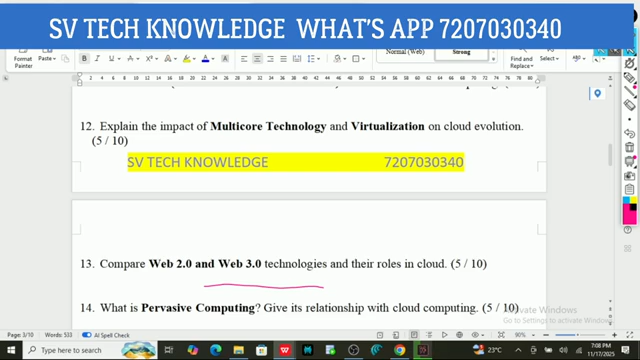 SV TECH KNOWLEDGE WHAT'S APP 7207030340
Format Painter
B I U
Normal (Web)
Strong
Find and Replace
Select
12. Explain the impact of Multicore Technology and Virtualization on cloud evolution.
(5 / 10)
SV TECH KNOWLEDGE 7207030340
13. Compare Web 2.0 and Web 3.0 technologies and their roles in cloud. (5 / 10)
14. What is Pervasive Computing? Give its relationship with cloud computing. (5 / 10)
Activate Windows
Go to Settings to activate Windows.
Page: 3/10 Words: 533 AI Spell Check 90%
Type here to search
23°C
7:08 PM
11/17/2025